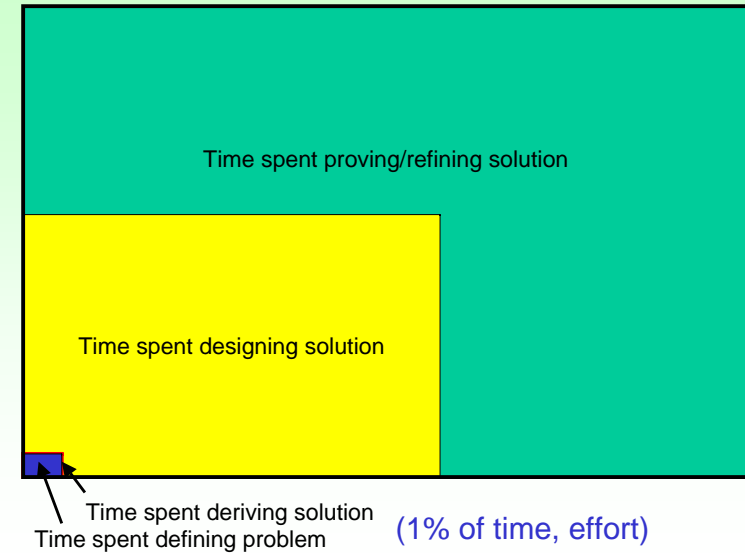 Time spent proving/refining solution
Time spent designing solution
Time spent deriving solution
Time spent defining problem
(1% of time, effort)